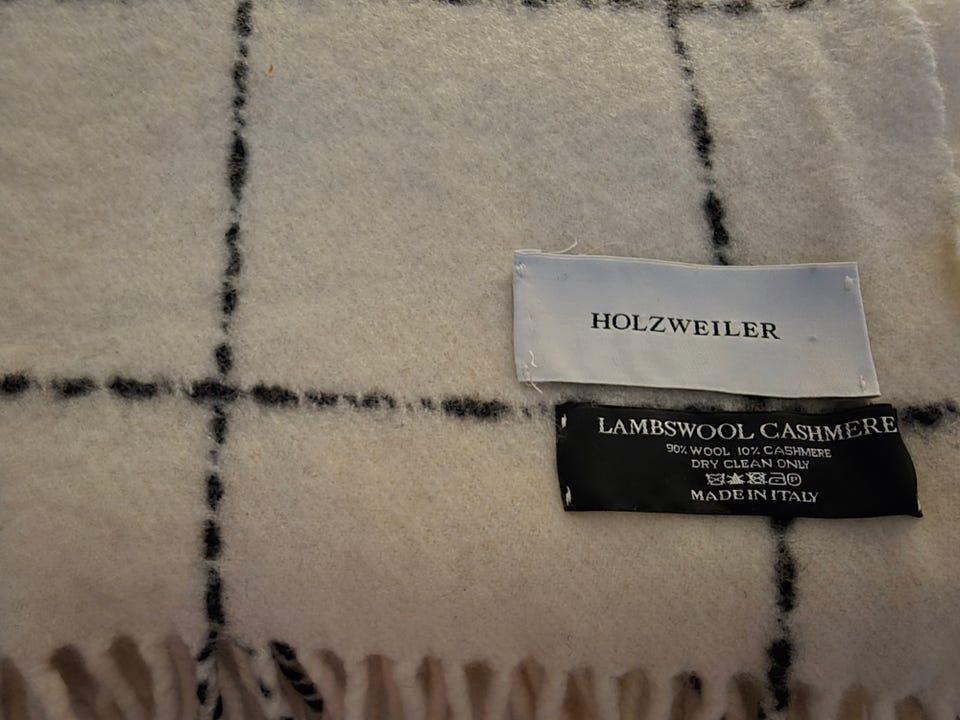 HOLZWEILER
LAMBSWOOL CASHMERE
90% WOOL 10% CASHMERE
DRY CLEAN ONLY
MADE IN ITALY